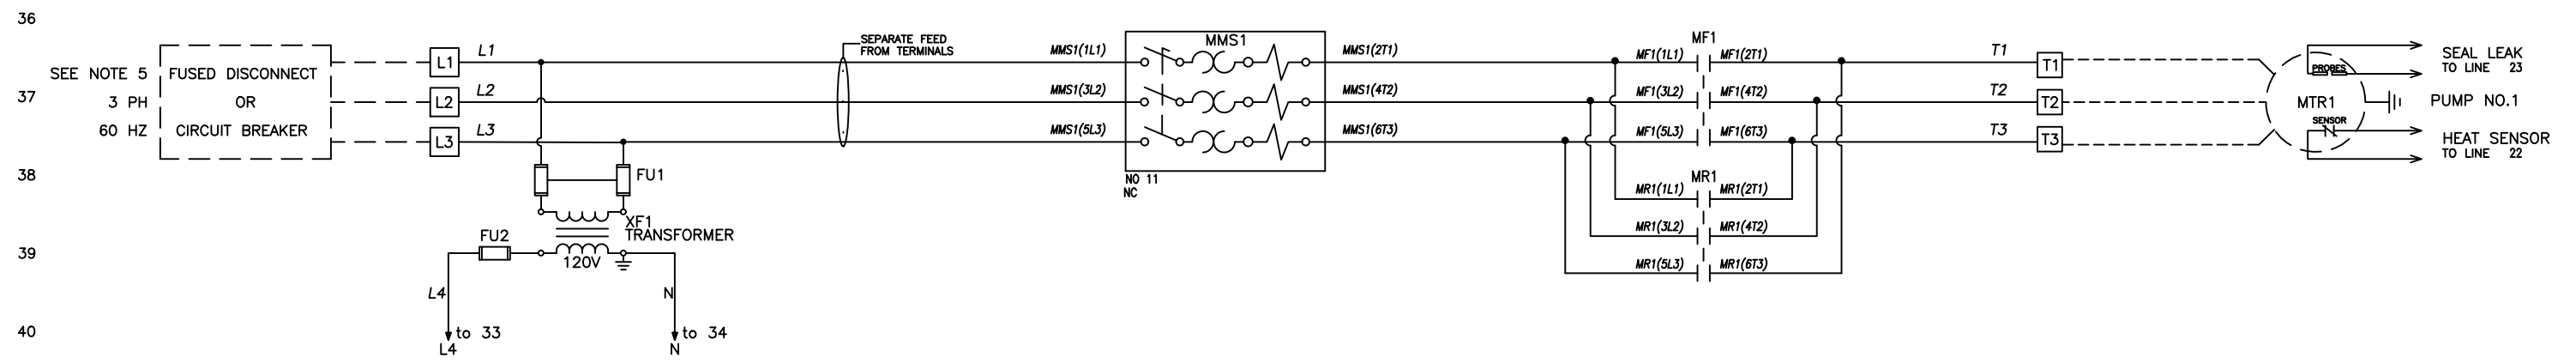 36
SEE NOTE 5
37
3 PH
60 HZ
FUSED DISCONNECT
OR
CIRCUIT BREAKER
L1
L1
L2
L2
L3
L3
38
FU1
XF1
TRANSFORMER
FU2
39
120V
L4
N
40
to 33
to 34
L4
N
SEPARATE FEED
FROM TERMINALS
MMS1(1L1)
MMS1(3L2)
MMS1(5L3)
MMS1
NO 11
NC
MMS1(2T1)
MMS1(4T2)
MMS1(6T3)
MF1
MF1(1L1)
MF1(2T1)
MF1(3L2)
MF1(4T2)
MF1(5L3)
MF1(6T3)
MR1
MR1(1L1)
MR1(2T1)
MR1(3L2)
MR1(4T2)
MR1(5L3)
MR1(6T3)
T1
T1
T2
T2
T3
T3
PROBES
MTR1
SENSOR
SEAL LEAK
TO LINE 23
PUMP NO.1
HEAT SENSOR
TO LINE 22